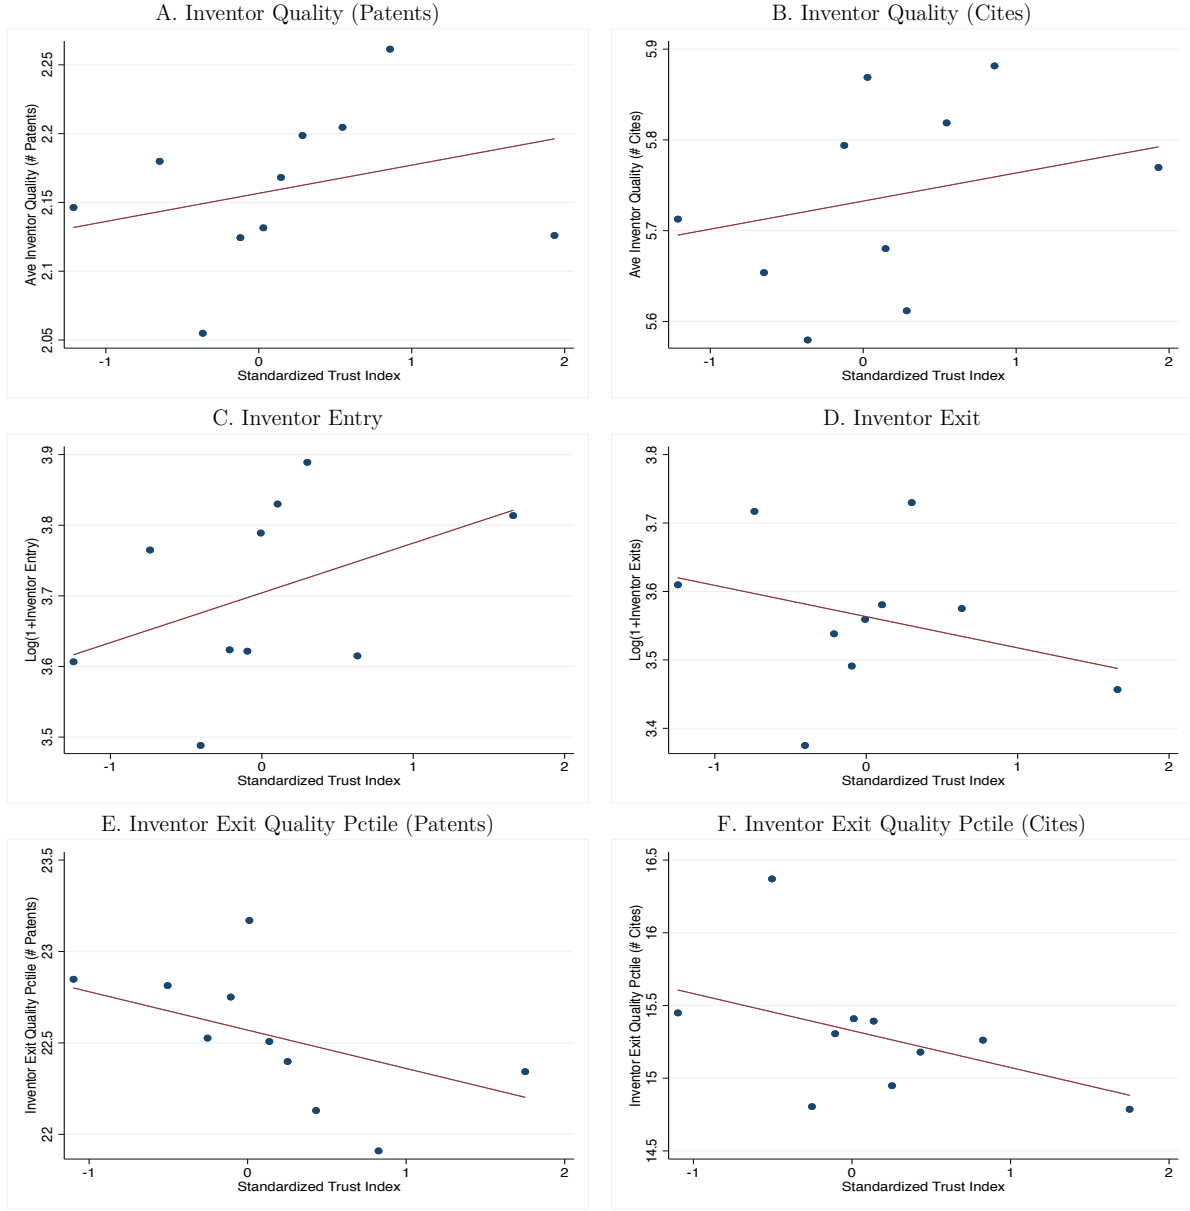 A. Inventor Quality (Patents)
Ave Inventor Quality (# Patents)
2.25
2.2
2.15
2.1
2.05
-1 0 1 2
Standardized Trust Index
B. Inventor Quality (Cites)
Ave Inventor Quality (# Cites)
5.9
5.8
5.7
5.6
-1 0 1 2
Standardized Trust Index
C. Inventor Entry
Log(1+Inventor Entry)
3.9
3.8
3.7
3.6
3.5
-1 0 1 2
Standardized Trust Index
D. Inventor Exit
Log(1+Inventor Exits)
3.8
3.7
3.6
3.5
3.4
-1 0 1 2
Standardized Trust Index
E. Inventor Exit Quality Pctile (Patents)
Inventor Exit Quality Pctile (# Patents)
23.5
23
22.5
22
-1 0 1 2
Standardized Trust Index
F. Inventor Exit Quality Pctile (Cites)
Inventor Exit Quality Pctile (# Cites)
16.5
16
15.5
15
14.5
-1 0 1 2
Standardized Trust Index